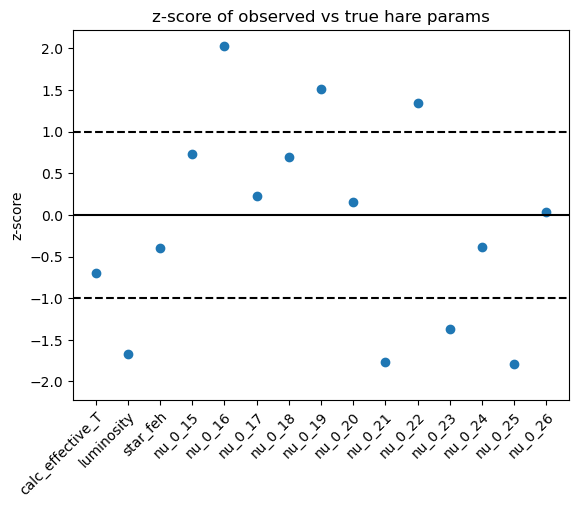 z-score of observed vs true hare params
z-score
2.0
1.5
1.0
0.5
0.0
−0.5
−1.0
−1.5
−2.0
calc_effective_T
luminosity
star_feh
nu_0_15
nu_0_16
nu_0_17
nu_0_18
nu_0_19
nu_0_20
nu_0_21
nu_0_22
nu_0_23
nu_0_24
nu_0_25
nu_0_26